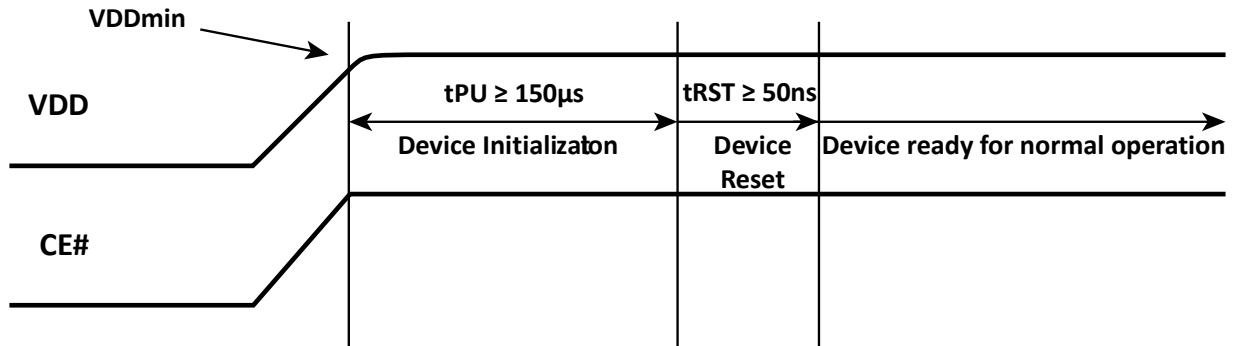 VDDmin
VDD
tPU ≥ 150µs
tRST ≥ 50ns
Device Initializaton
Device
Reset
Device ready for normal operation
CE#